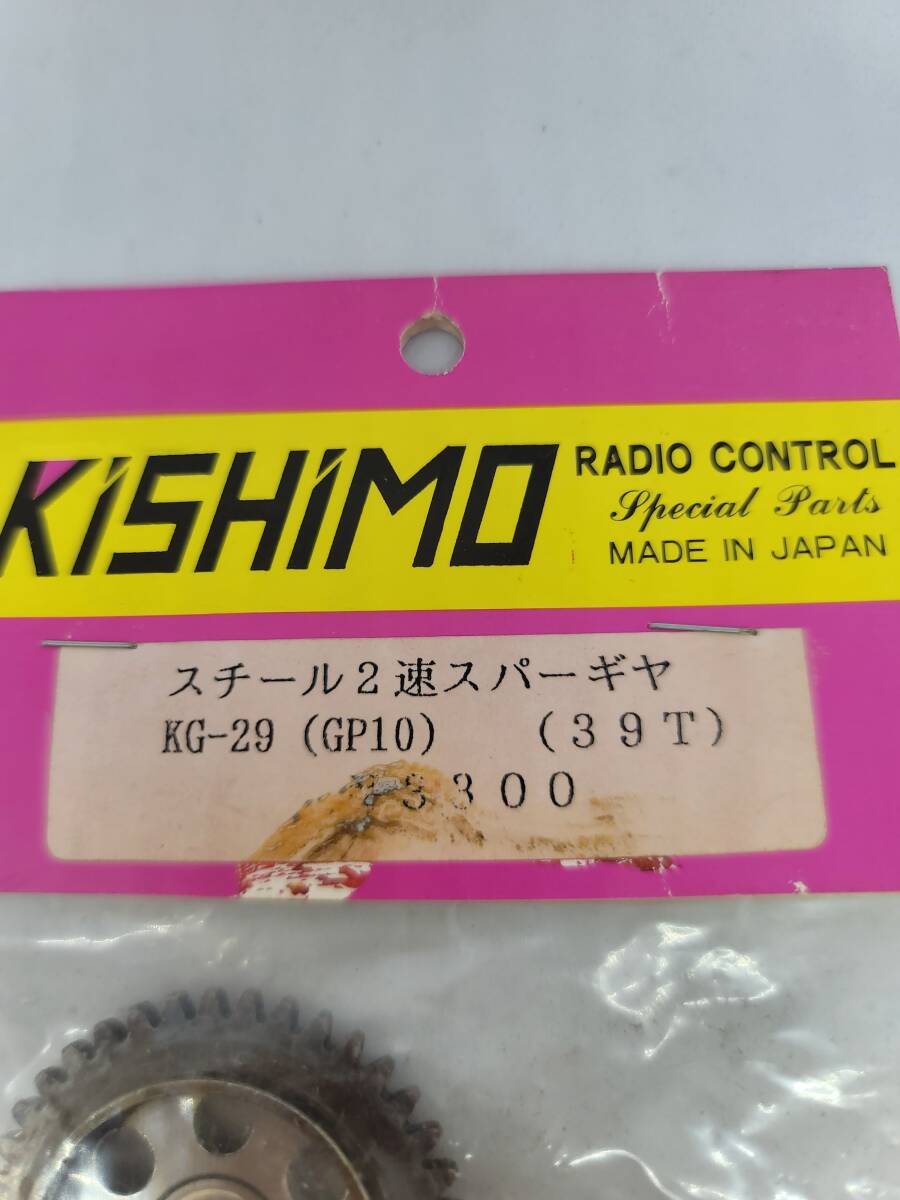 KiSHiMO
RADIO CONTROL
Special Parts
MADE IN JAPAN
スチール２速スパーギヤ
KG-29 (GP10) （３９Ｔ）
３３００